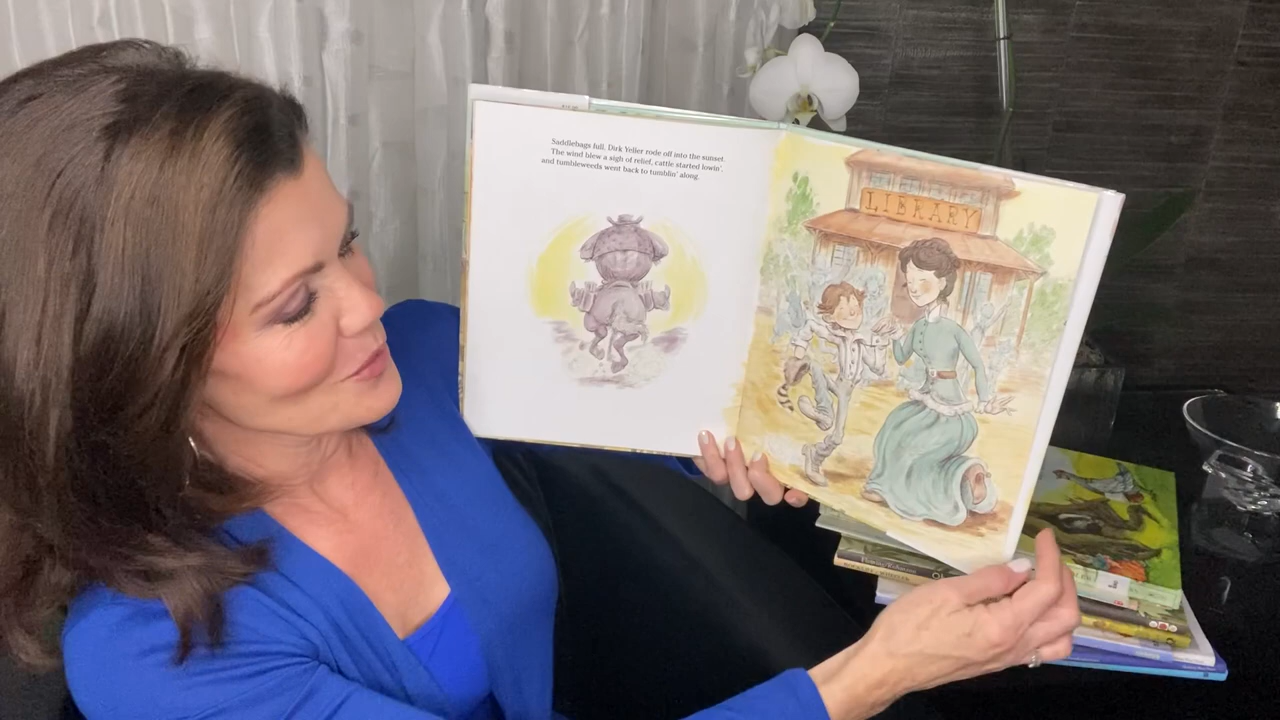 Saddlebags full, Dirk Yeller rode off into the sunset.
The wind blew a sigh of relief, cattle started lowin',
and tumbleweeds went back to tumblin' along.
LIBRARY